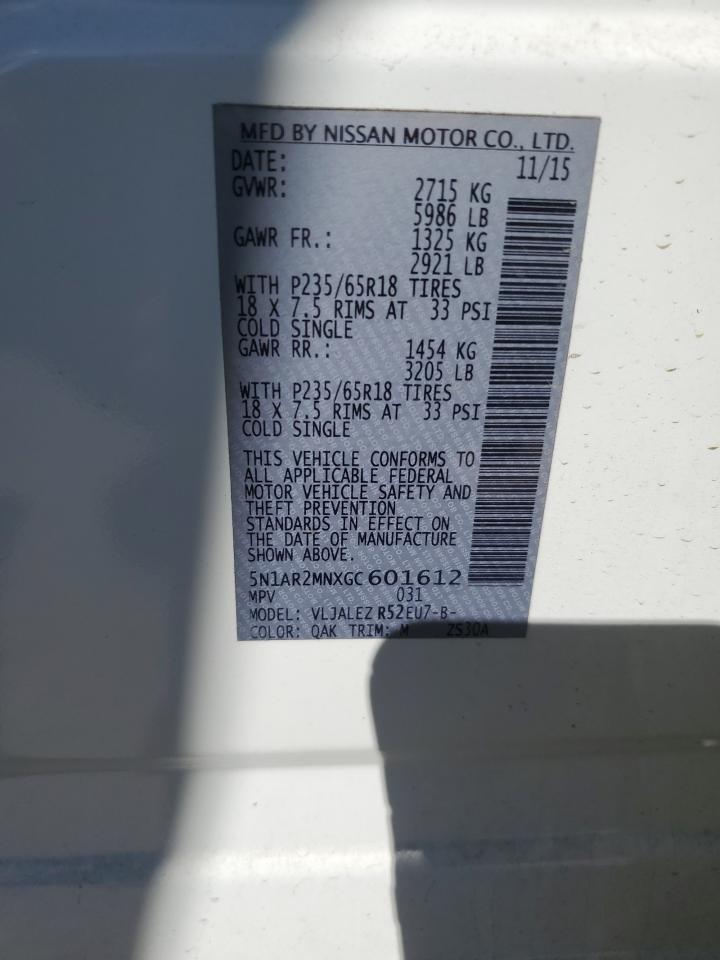 MFD BY NISSAN MOTOR CO., LTD.
DATE: 11/15
GVWR: 2715 KG
5986 LB
GAWR FR.: 1325 KG
2921 LB
WITH P235/65R18 TIRES
18 X 7.5 RIMS AT 33 PSI
COLD SINGLE
GAWR RR.: 1454 KG
3205 LB
WITH P235/65R18 TIRES
18 X 7.5 RIMS AT 33 PSI
COLD SINGLE
THIS VEHICLE CONFORMS TO
ALL APPLICABLE FEDERAL
MOTOR VEHICLE SAFETY AND
THEFT PREVENTION
STANDARDS IN EFFECT ON
THE DATE OF MANUFACTURE
SHOWN ABOVE.
5N1AR2MNXGC601612
MPV 031
MODEL: VLJALEZ R52EU7-B-
COLOR: QAK TRIM: M ZS30A